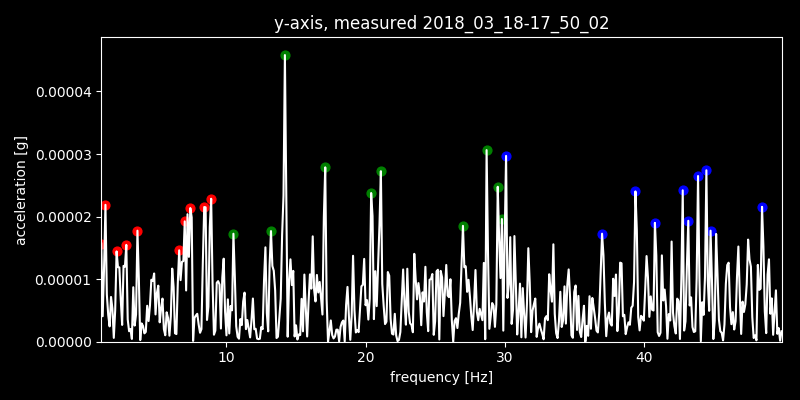 y-axis, measured 2018_03_18-17_50_02
acceleration [g]
0.00004
0.00003
0.00002
0.00001
0.00000
10 20 30 40
frequency [Hz]